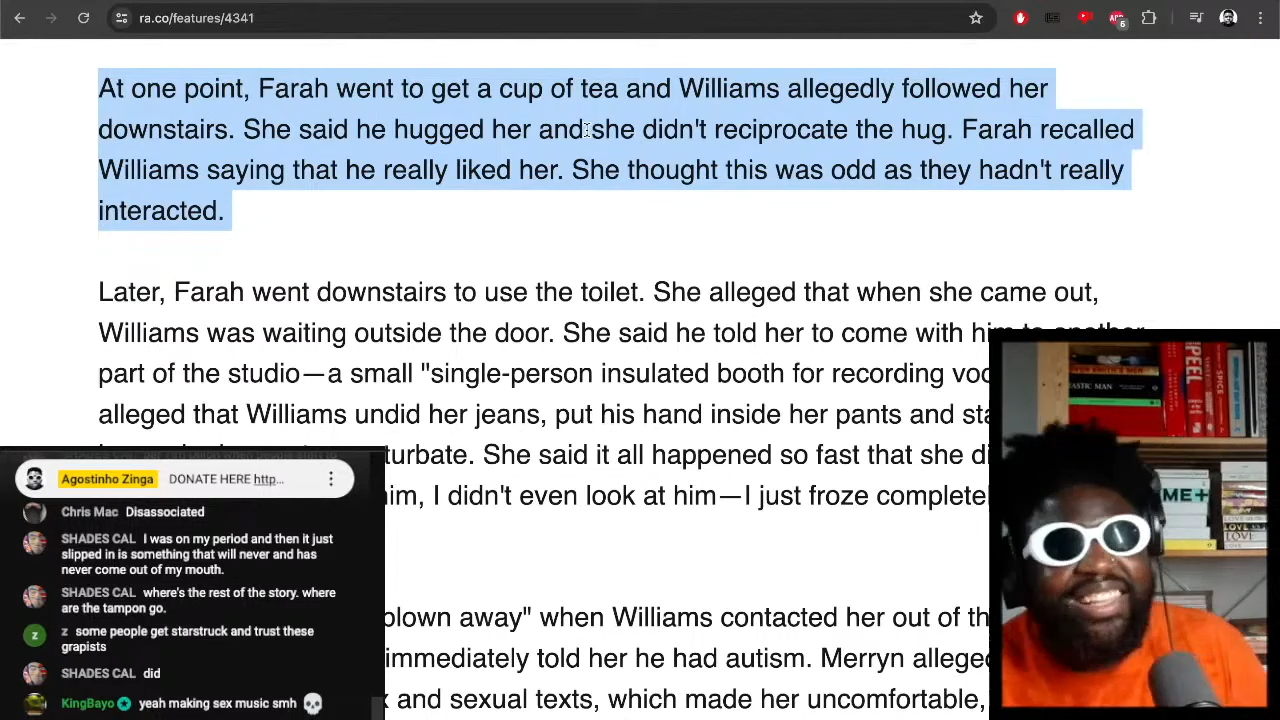 ra.co/features/4341
6
At one point, Farah went to get a cup of tea and Williams allegedly followed her
downstairs. She said he hugged her and she didn't reciprocate the hug. Farah recalled
Williams saying that he really liked her. She thought this was odd as they hadn't really
interacted.
Later, Farah went downstairs to use the toilet. She alleged that when she came out,
Williams was waiting outside the door. She said he told her to come with him to another
part of the studio—a small "single-person insulated booth for recording
alleged that Williams undid her jeans, put his hand inside her pants and
She said it all happened so fast that she
him, I didn't even look at him—I just froze
blown away" when Williams contacted her out of
immediately told her he had autism. Merryn
and sexual texts, which made her uncomfortable,
Agostinho Zinga DONATE HERE http...
Chris Mac Disassociated
SHADES CAL I was on my period and then it just
slipped in is something that will never and has
never come out of my mouth.
SHADES CAL where's the rest of the story. where
are the tampon go.
z z some people get starstruck and trust these
grapists
SHADES CAL did
KingBayo yeah making sex music smh
ASTIC MAN
SPICE
ME+
LOVE